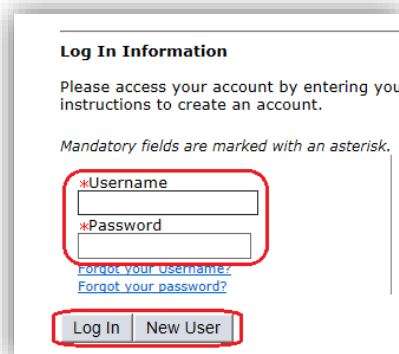 Log In Information
Please access your account by entering you
instructions to create an account.
Mandatory fields are marked with an asterisk.
*Username
*Password
Forgot your Username?
Forgot your password?
Log In New User